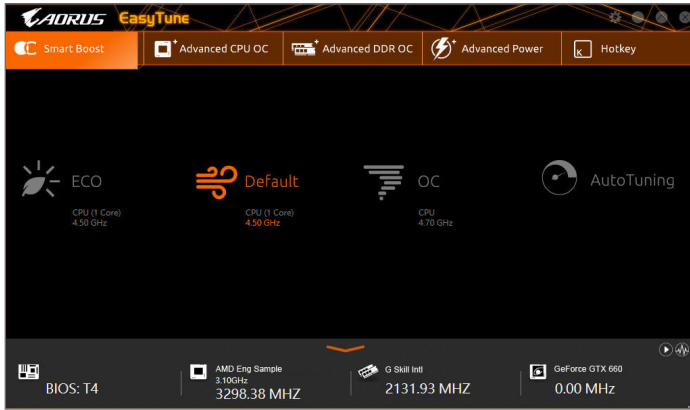 AORUS EasyTune
Smart Boost
Advanced CPU OC
Advanced DDR OC
Advanced Power
K
Hotkey
ECO
CPU (1 Core)
4.50 GHz
Default
CPU (1 Core)
4.50 GHz
OC
CPU
4.70 GHz
AutoTuning
BIOS: T4
AMD Eng Sample
3.10GHz
3298.38 MHZ
G Skill Intl
2131.93 MHZ
GeForce GTX 660
0.00 MHz